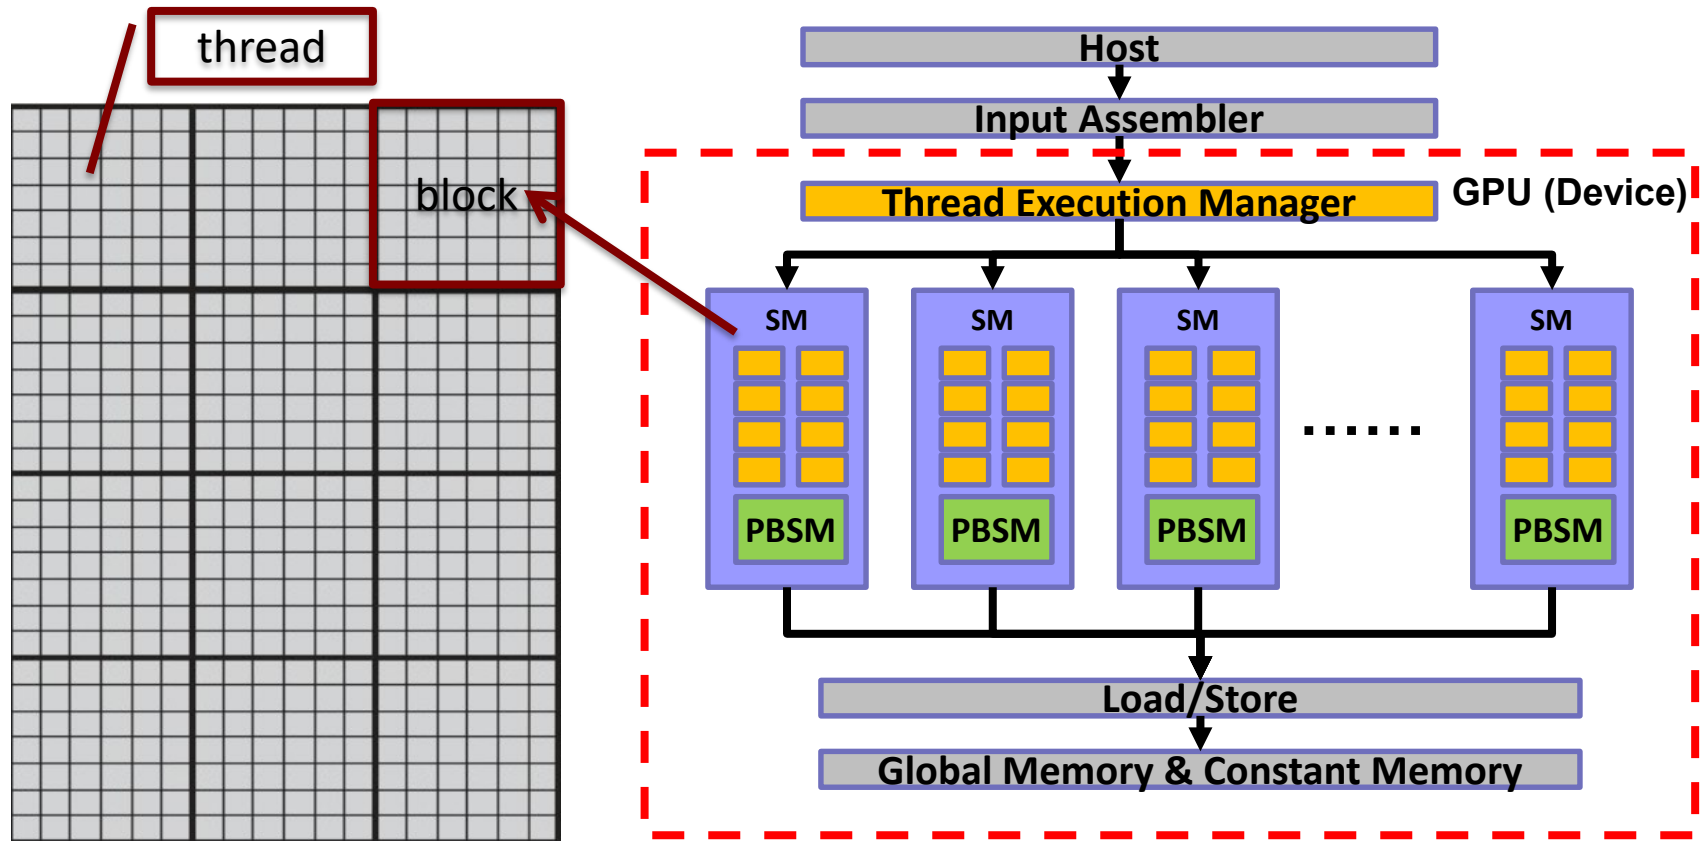 thread
block
Host
Input Assembler
Thread Execution Manager
GPU (Device)
SM
SM
SM
SM
......
PBSM
PBSM
PBSM
PBSM
Load/Store
Global Memory & Constant Memory